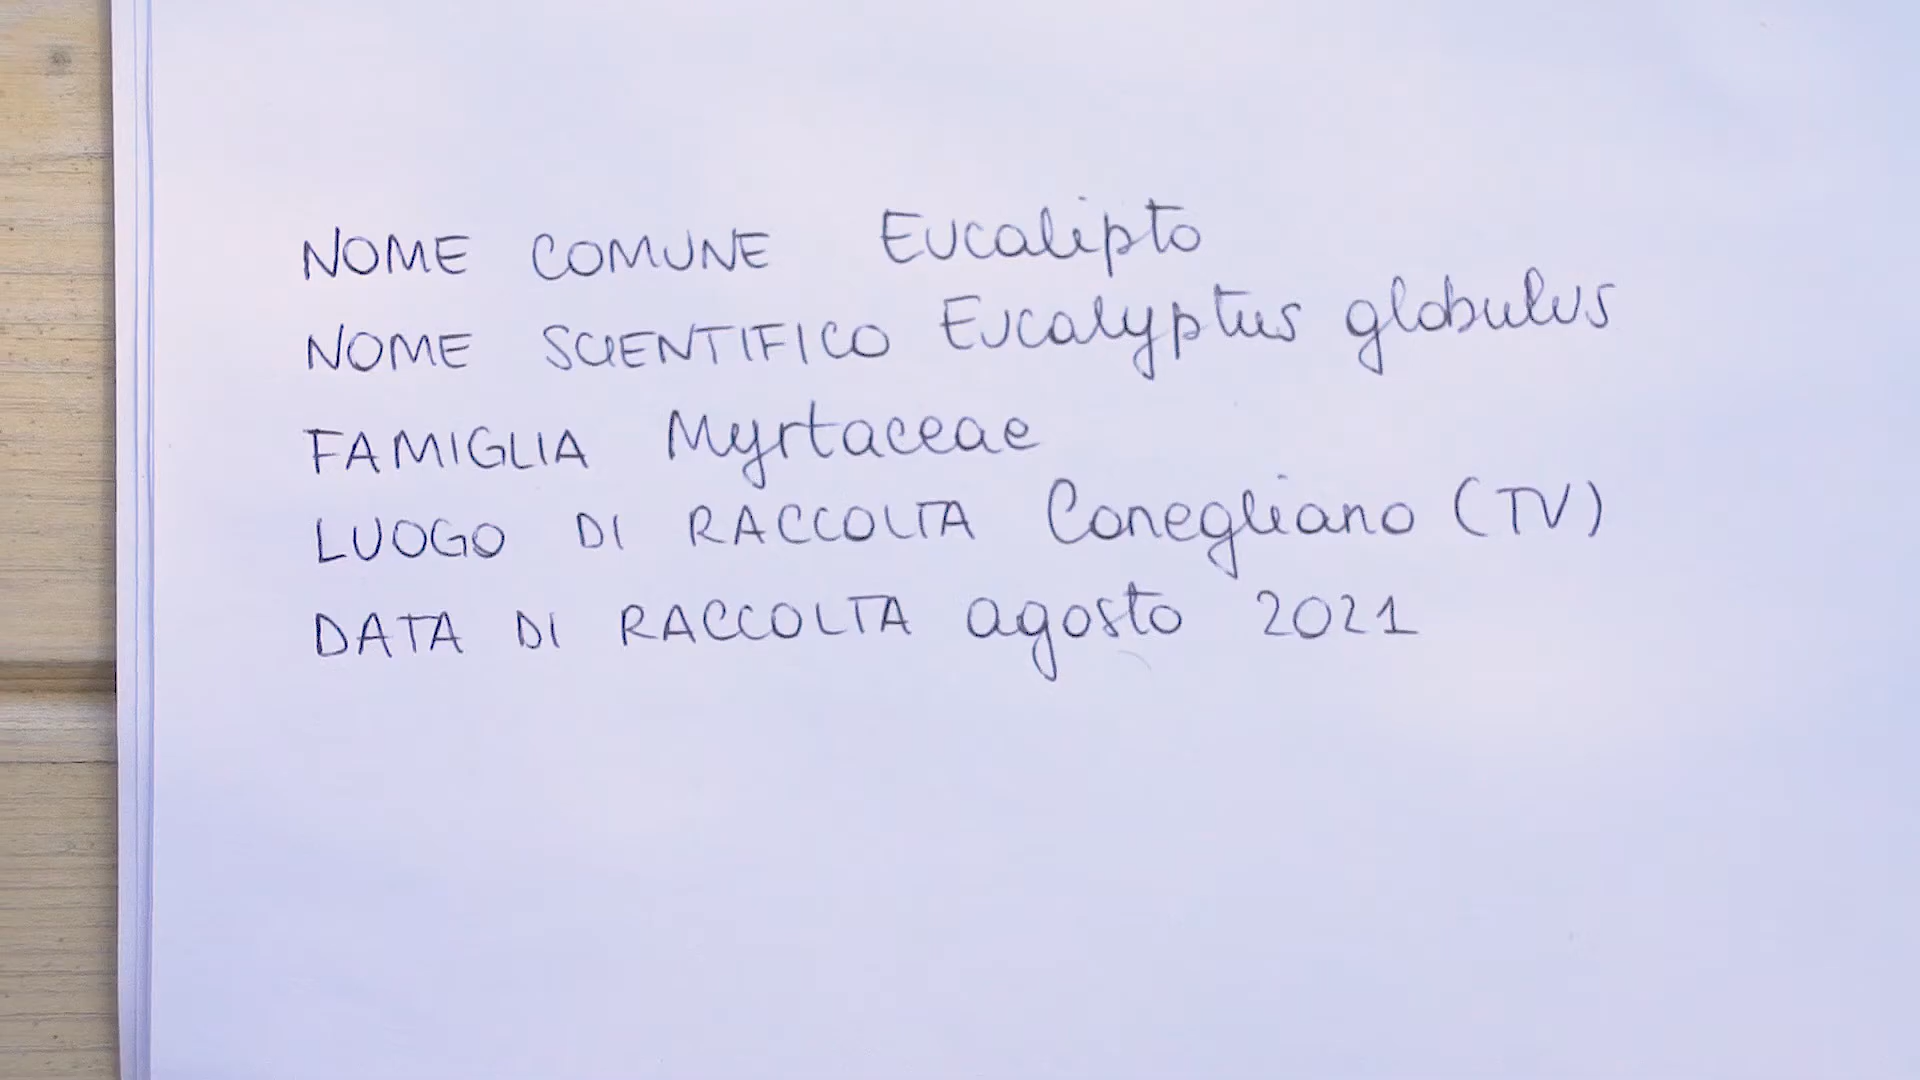 NOME COMUNE Eucalipto
NOME SCIENTIFICO Eucalyptus globulus
FAMIGLIA Myrtaceae
LUOGO DI RACCOLTA Conegliano (TV)
DATA DI RACCOLTA agosto 2021